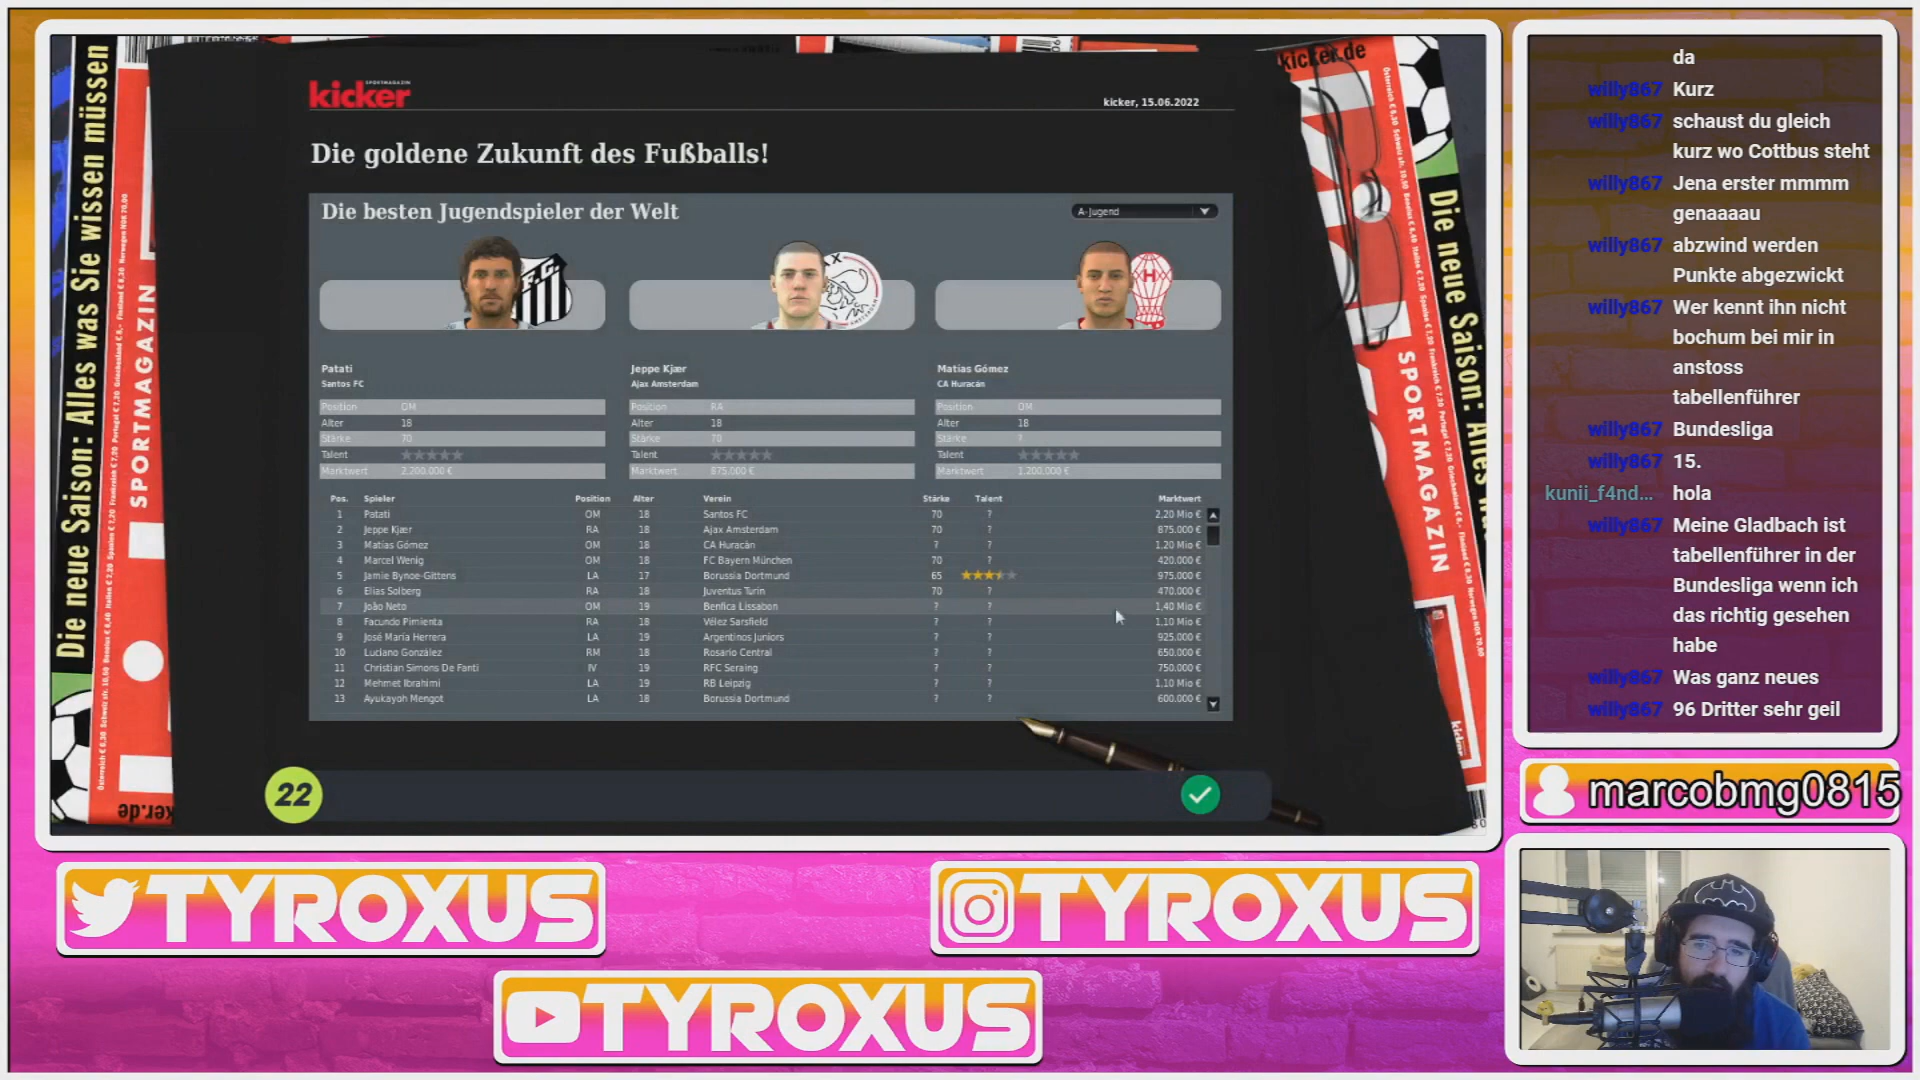 kicker
SPORTMAGAZIN
kicker, 15.06.2022
Die goldene Zukunft des Fußballs!
Die besten Jugendspieler der Welt
A-Jugend
Patati
Santos FC
Position OM
Alter 18
Stärke 70
Talent
Marktwert 2.200.000 €
Jeppe Kjær
Ajax Amsterdam
Position RA
Alter 18
Stärke 70
Talent
Marktwert 875.000 €
Matías Gómez
CA Huracán
Position OM
Alter 18
Stärke ?
Talent
Marktwert 1.200.000 €
Pos. Spieler Position Alter Verein Stärke Talent Marktwert
1 Patati OM 18 Santos FC 70 ? 2,20 Mio €
2 Jeppe Kjær RA 18 Ajax Amsterdam 70 ? 875.000 €
3 Matías Gómez OM 18 CA Huracán ? ? 1,20 Mio €
4 Marcel Wenig OM 18 FC Bayern München 70 ? 420.000 €
5 Jamie Bynoe-Gittens LA 17 Borussia Dortmund 65 975.000 €
6 Elias Solberg RA 18 Juventus Turin 70 ? 470.000 €
7 João Neto OM 19 Benfica Lissabon ? ? 1,40 Mio €
8 Facundo Pimienta RA 18 Vélez Sarsfield ? ? 1,10 Mio €
9 José María Herrera LA 19 Argentinos Juniors ? ? 925.000 €
10 Luciano González RM 18 Rosario Central ? ? 650.000 €
11 Christian Simons De Fanti IV 19 RFC Seraing ? ? 750.000 €
12 Mehmet Ibrahimi LA 19 RB Leipzig ? ? 1,10 Mio €
13 Ayukayoh Mengot LA 18 Borussia Dortmund ? ? 600.000 €
22
Die neue Saison: Alles was Sie wissen müssen
SPORTMAGAZIN
kicker.de
Die neue Saison: Alles
SPORTMAGAZIN
da
willy867 Kurz
willy867 schaust du gleich
kurz wo Cottbus steht
willy867 Jena erster mmmm
genaaaau
willy867 abzwind werden
Punkte abgezwickt
willy867 Wer kennt ihn nicht
bochum bei mir in
anstoss
tabellenführer
willy867 Bundesliga
willy867 15.
kunii_f4nd... hola
willy867 Meine Gladbach ist
tabellenführer in der
Bundesliga wenn ich
das richtig gesehen
habe
willy867 Was ganz neues
willy867 96 Dritter sehr geil
marcobmg0815
TYROXUS
TYROXUS
TYROXUS